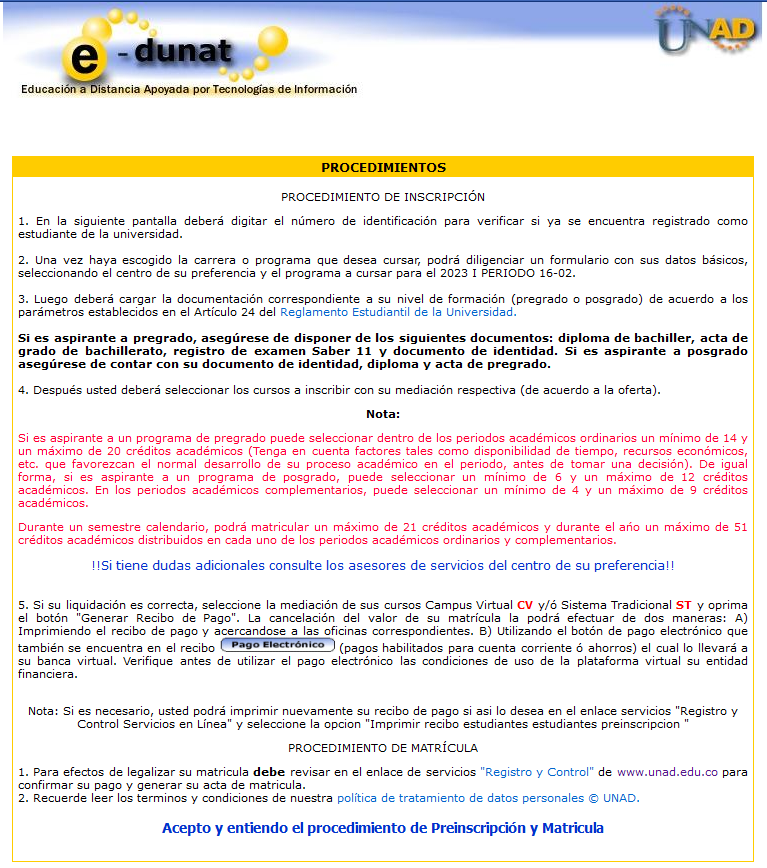 e - dunat
UNAD
Educación a Distancia Apoyada por Tecnologías de Información
PROCEDIMIENTOS
PROCEDIMIENTO DE INSCRIPCIÓN
1. En la siguiente pantalla deberá digitar el número de identificación para verificar si ya se encuentra registrado como
estudiante de la universidad.
2. Una vez haya escogido la carrera o programa que desea cursar, podrá diligenciar un formulario con sus datos básicos,
seleccionando el centro de su preferencia y el programa a cursar para el 2023 I PERIODO 16-02.
3. Luego deberá cargar la documentación correspondiente a su nivel de formación (pregrado o posgrado) de acuerdo a los
parámetros establecidos en el Artículo 24 del Reglamento Estudiantil de la Universidad.
Si es aspirante a pregrado, asegúrese de disponer de los siguientes documentos: diploma de bachiller, acta de
grado de bachillerato, registro de examen Saber 11 y documento de identidad. Si es aspirante a posgrado
asegúrese de contar con su documento de identidad, diploma y acta de pregrado.
4. Después usted deberá seleccionar los cursos a inscribir con su mediación respectiva (de acuerdo a la oferta).
Nota:
Si es aspirante a un programa de pregrado puede seleccionar dentro de los periodos académicos ordinarios un mínimo de 14 y
un máximo de 20 créditos académicos (Tenga en cuenta factores tales como disponibilidad de tiempo, recursos económicos,
etc. que favorezcan el normal desarrollo de su proceso académico en el periodo, antes de tomar una decisión). De igual
forma, si es aspirante a un programa de posgrado, puede seleccionar un mínimo de 6 y un máximo de 12 créditos
académicos. En los periodos académicos complementarios, puede seleccionar un mínimo de 4 y un máximo de 9 créditos
académicos.
Durante un semestre calendario, podrá matricular un máximo de 21 créditos académicos y durante el año un máximo de 51
créditos académicos distribuidos en cada uno de los periodos académicos ordinarios y complementarios.
!!Si tiene dudas adicionales consulte los asesores de servicios del centro de su preferencia!!
5. Si su liquidación es correcta, seleccione la mediación de sus cursos Campus Virtual CV y/ó Sistema Tradicional ST y oprima
el botón "Generar Recibo de Pago". La cancelación del valor de su matrícula la podrá efectuar de dos maneras: A)
Imprimiendo el recibo de pago y acercandose a las oficinas correspondientes. B) Utilizando el botón de pago electrónico que
también se encuentra en el recibo Pago Electrónico (pagos habilitados para cuenta corriente ó ahorros) el cual lo llevará a
su banca virtual. Verifique antes de utilizar el pago electrónico las condiciones de uso de la plataforma virtual su entidad
financiera.
Nota: Si es necesario, usted podrá imprimir nuevamente su recibo de pago si asi lo desea en el enlace servicios "Registro y
Control Servicios en Línea" y seleccione la opcion "Imprimir recibo estudiantes estudiantes preinscripcion "
PROCEDIMIENTO DE MATRÍCULA
1. Para efectos de legalizar su matricula debe revisar en el enlace de servicios "Registro y Control" de www.unad.edu.co para
confirmar su pago y generar su acta de matricula.
2. Recuerde leer los terminos y condiciones de nuestra política de tratamiento de datos personales © UNAD.
Acepto y entiendo el procedimiento de Preinscripción y Matricula